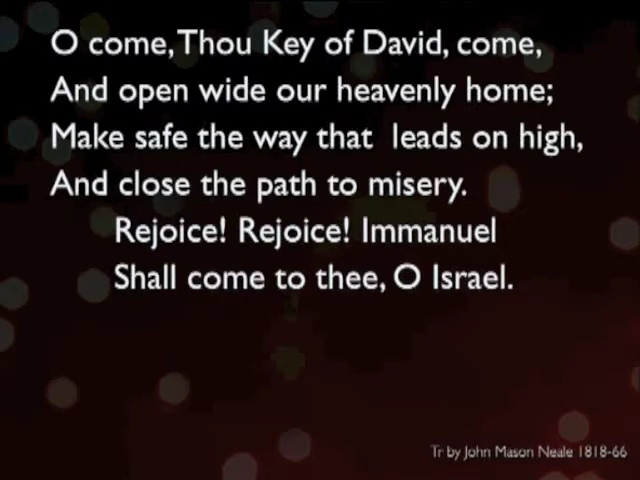 O come, Thou Key of David, come,
And open wide our heavenly home;
Make safe the way that leads on high,
And close the path to misery.
Rejoice! Rejoice! Immanuel
Shall come to thee, O Israel.
Tr by John Mason Neale 1818-66